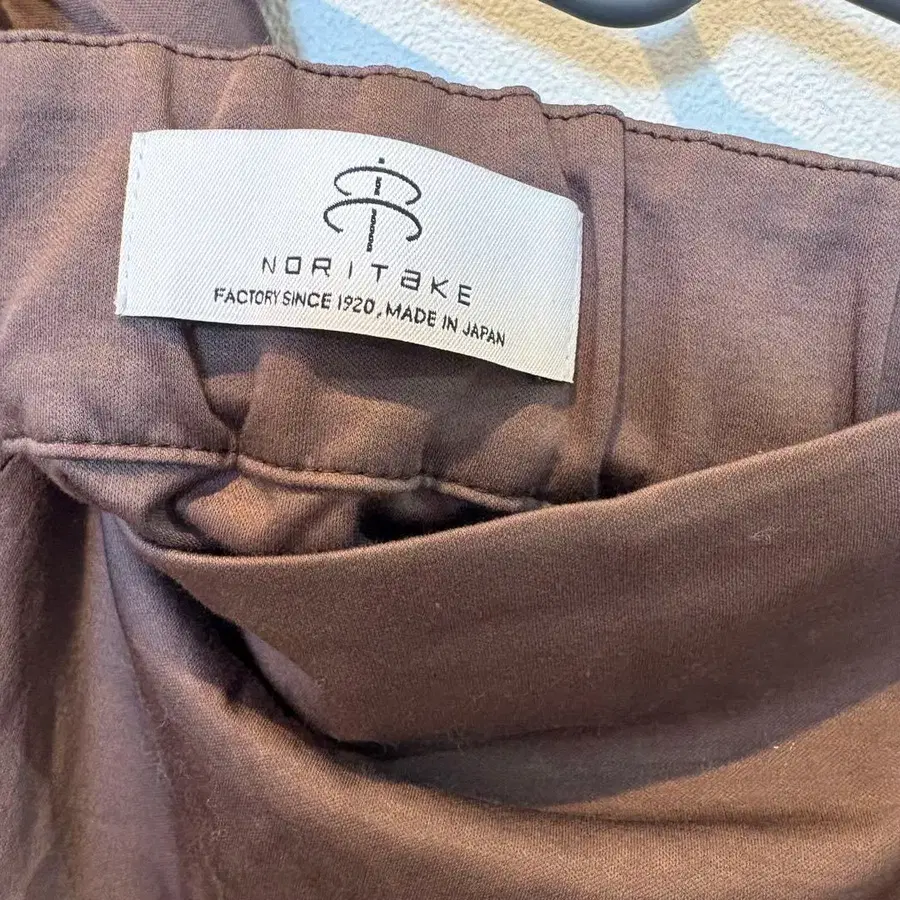 NORITaKE
FACTORY SINCE 1920, MADE IN JAPAN